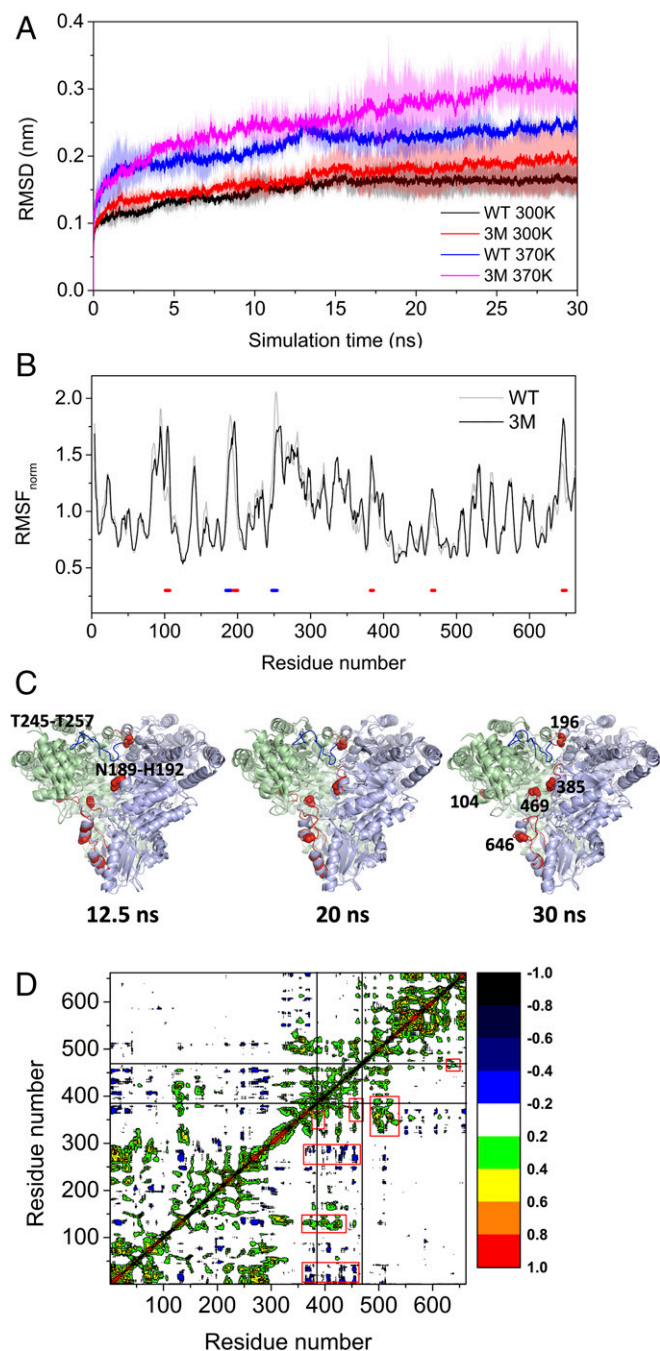 A
RMSD (nm)
0.4
0.3
0.2
0.1
0.0
WT 300K
3M 300K
WT 370K
3M 370K
0 5 10 15 20 25 30
Simulation time (ns)
B
RMSFnorm
2.0
1.5
1.0
0.5
WT
3M
0 100 200 300 400 500 600
Residue number
C
T245-T257
N189-H192
196
385
104
469
646
12.5 ns 20 ns 30 ns
D
Residue number
600
500
400
300
200
100
100 200 300 400 500 600
Residue number
-1.0
-0.8
-0.6
-0.4
-0.2
0.2
0.4
0.6
0.8
1.0